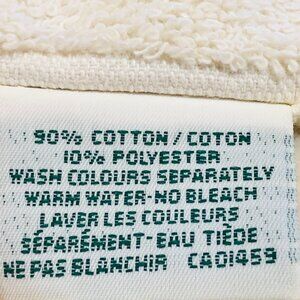 90% COTTON/COTON
10% POLYESTER
WASH COLOURS SEPARATELY
WARM WATER-NO BLEACH
LAVER LES COULEURS
SÉPARÉMENT-EAU TIÈDE
NE PAS BLANCHIR CA01459